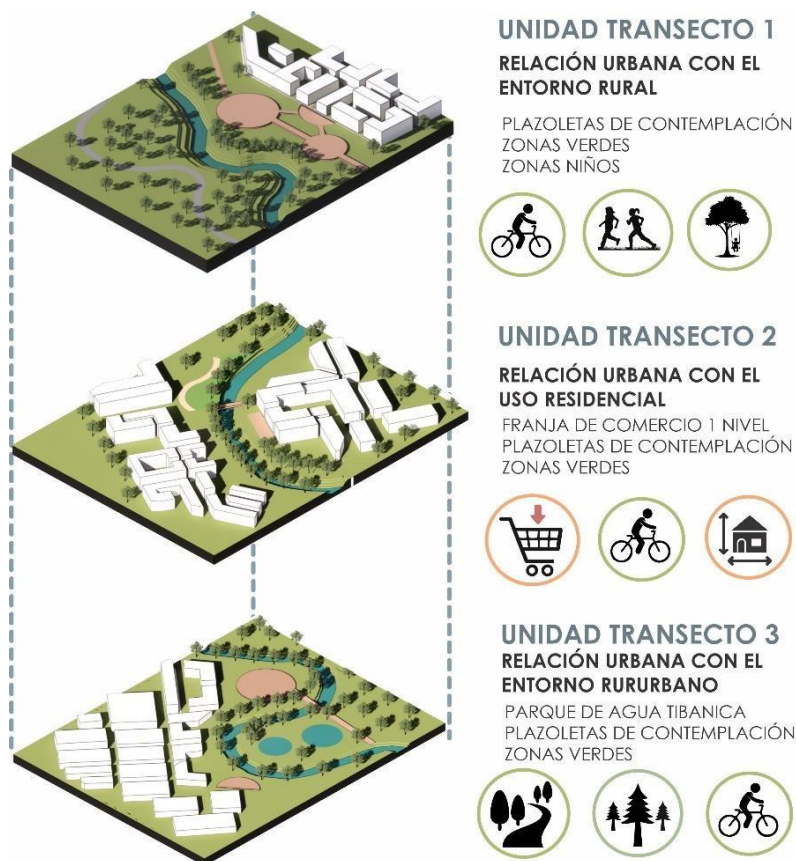 UNIDAD TRANSECTO 1
RELACIÓN URBANA CON EL
ENTORNO RURAL
PLAZOLETAS DE CONTEMPLACIÓN
ZONAS VERDES
ZONAS NIÑOS
UNIDAD TRANSECTO 2
RELACIÓN URBANA CON EL
USO RESIDENCIAL
FRANJA DE COMERCIO 1 NIVEL
PLAZOLETAS DE CONTEMPLACIÓN
ZONAS VERDES
UNIDAD TRANSECTO 3
RELACIÓN URBANA CON EL
ENTORNO RURURBANO
PARQUE DE AGUA TIBANICA
PLAZOLETAS DE CONTEMPLACIÓN
ZONAS VERDES